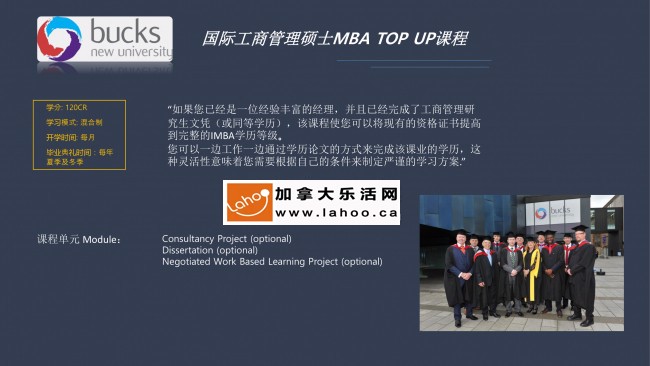 bucks
new university
国际工商管理硕士MBA TOP UP课程
学分: 120CR
学习模式: 混合制
开学时间: 每月
毕业典礼时间：每年
夏季及冬季
“如果您已经是一位经验丰富的经理，并且已经完成了工商管理研
究生文凭（或同等学历），该课程使您可以将现有的资格证书提高
到完整的IMBA学历等级。
您可以一边工作一边通过学历论文的方式来完成该课业的学历，这
种灵活性意味着您需要根据自己的条件来制定严谨的学习方案.”
Lahoo
加拿大乐活网
www.lahoo.ca
课程单元 Module：
Consultancy Project (optional)
Dissertation (optional)
Negotiated Work Based Learning Project (optional)
bucks